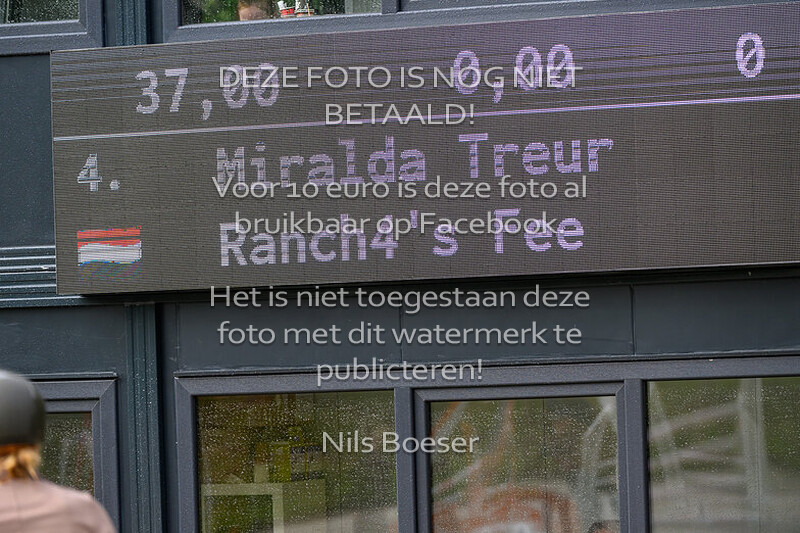 37,00 0,00 0
DEZE FOTO IS NOG NIET
BETAALD!
4. Miralda Treur
Voor 10 euro is deze foto al
bruikbaar op Facebook
Ranch4's Fee
Het is niet toegestaan deze
foto met dit watermerk te
publiceren!
Nils Boeser